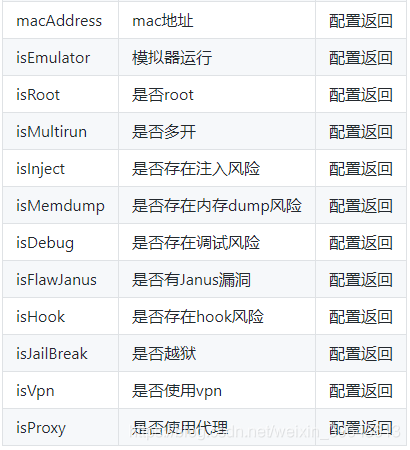 macAddress mac地址 配置返回
isEmulator 模拟器运行 配置返回
isRoot 是否root 配置返回
isMultirun 是否多开 配置返回
isInject 是否存在注入风险 配置返回
isMemdump 是否存在内存dump风险 配置返回
isDebug 是否存在调试风险 配置返回
isFlawJanus 是否有Janus漏洞 配置返回
isHook 是否存在hook风险 配置返回
isJailBreak 是否越狱 配置返回
isVpn 是否使用vpn 配置返回
isProxy 是否使用代理 配置返回